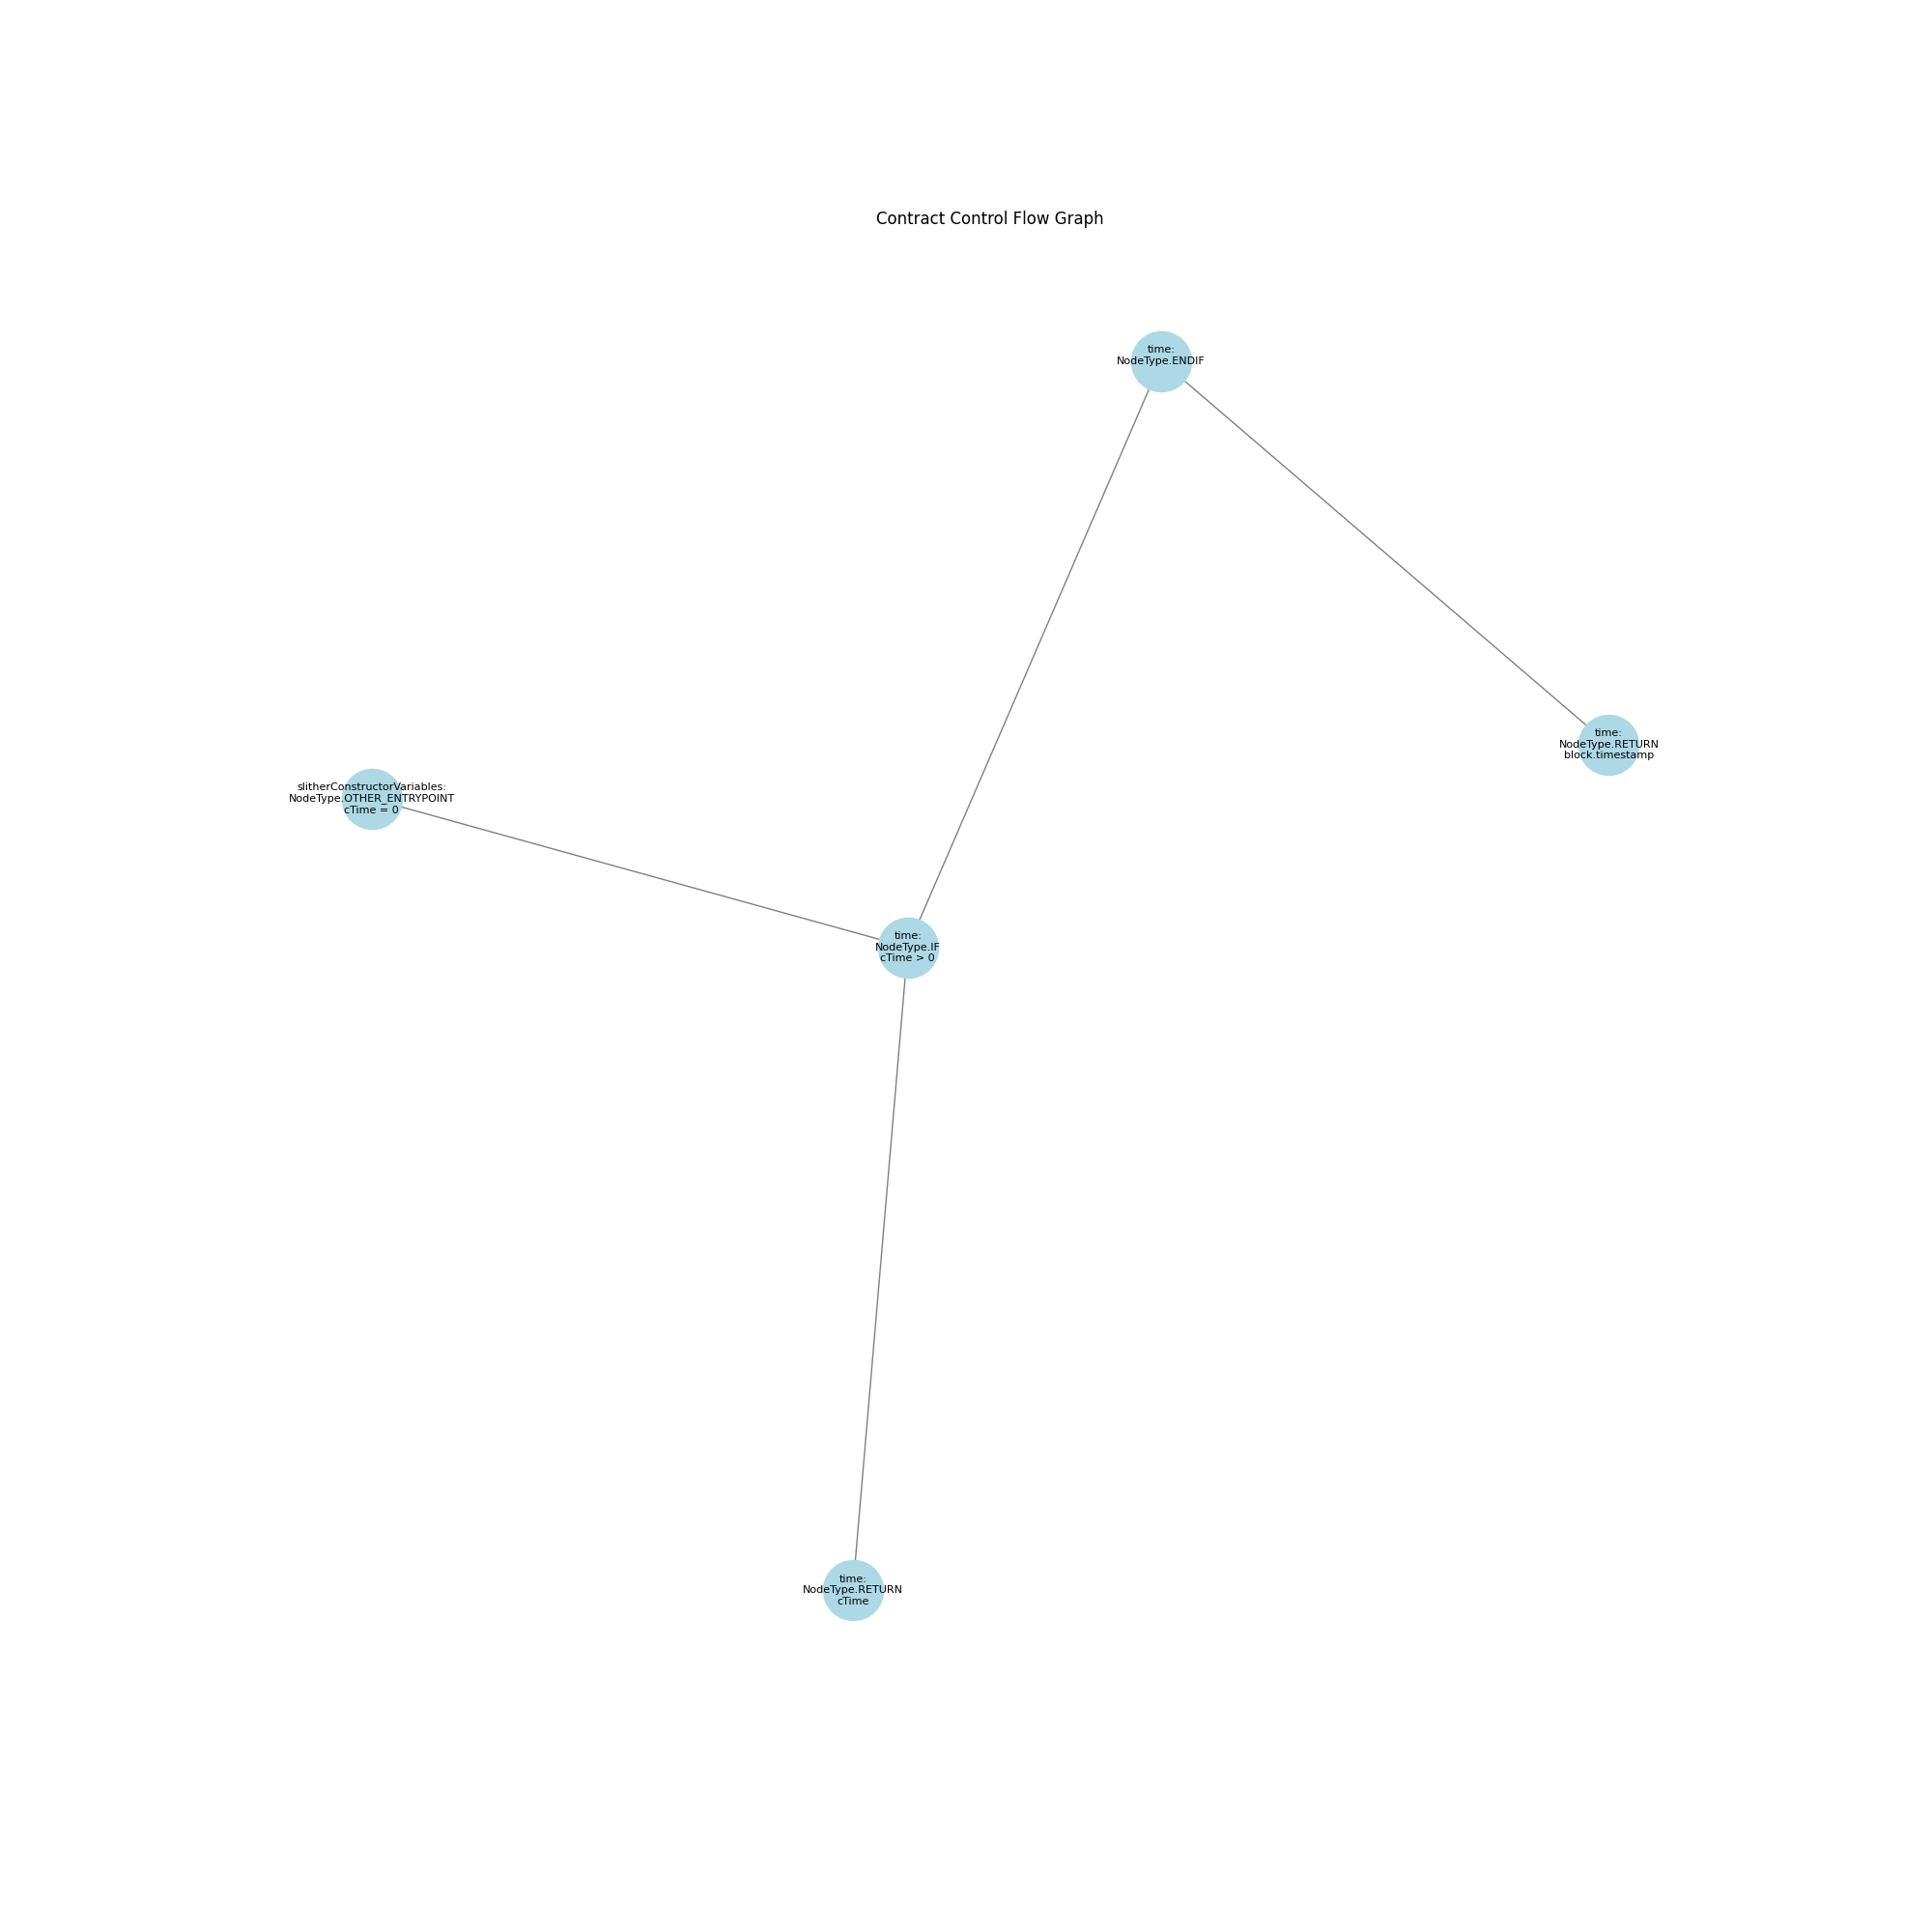 Contract Control Flow Graph
time:
NodeType.ENDIF
time:
NodeType.RETURN
block.timestamp
slitherConstructorVariables:
NodeType.OTHER_ENTRYPOINT
cTime = 0
time:
NodeType.IF
cTime > 0
time:
NodeType.RETURN
cTime